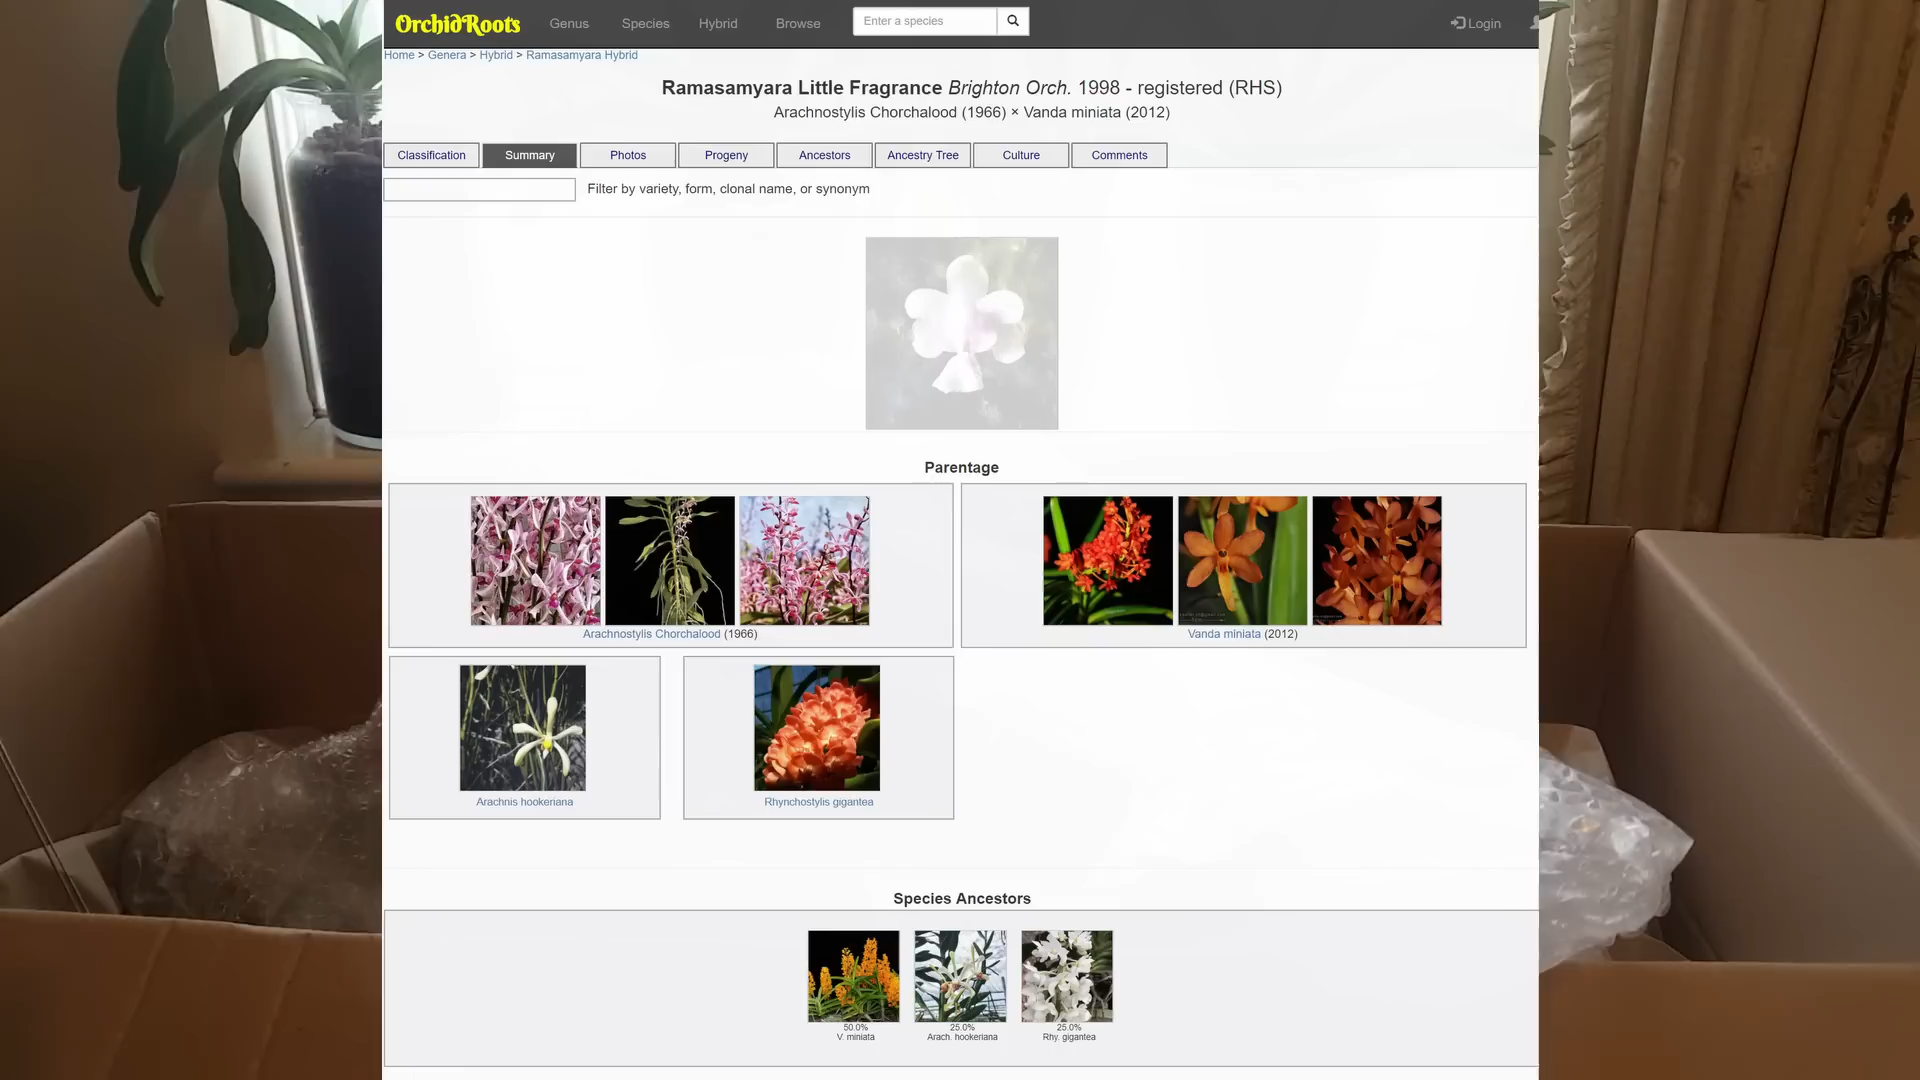 OrchidRoots Genus Species Hybrid Browse Enter a species Login
Home > Genera > Hybrid > Ramasamyara Hybrid
Ramasamyara Little Fragrance Brighton Orch. 1998 - registered (RHS)
Arachnostylis Chorchalood (1966) × Vanda miniata (2012)
Classification Summary Photos Progeny Ancestors Ancestry Tree Culture Comments
Filter by variety, form, clonal name, or synonym
Parentage
Arachnostylis Chorchalood (1966) Vanda miniata (2012)
Arachnis hookeriana Rhynchostylis gigantea
Species Ancestors
50.0% 25.0% 25.0%
V. miniata Arach. hookeriana Rhy. gigantea